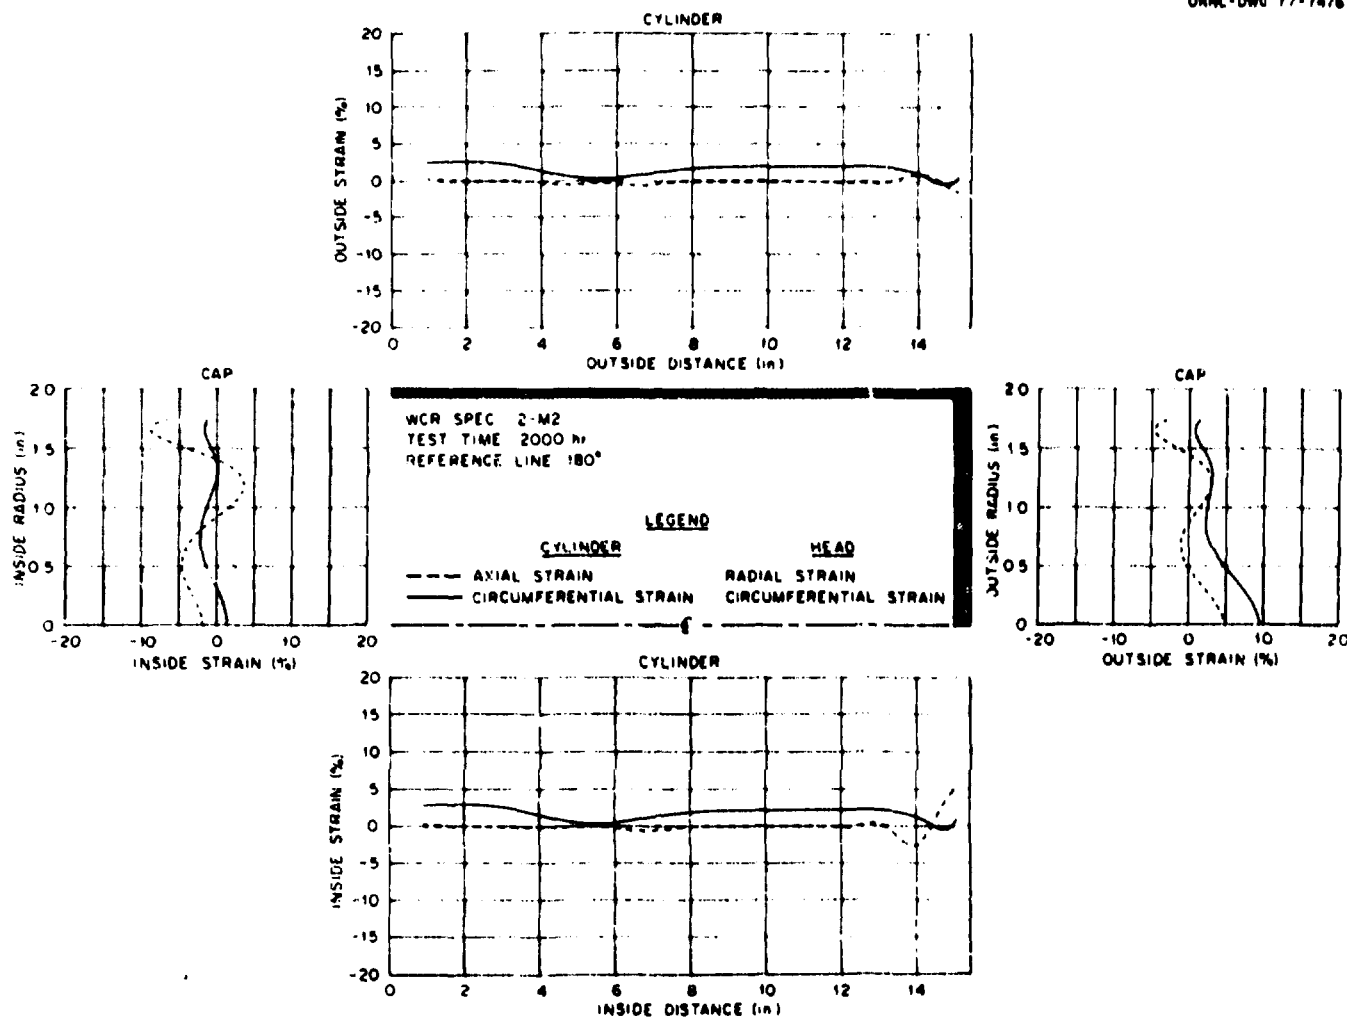 ORNL-DWG 77-7476
CYLINDER
20
15
10
5
0
-5
-10
-15
-20
OUTSIDE STRAIN (%)
0 2 4 6 8 10 12 14
OUTSIDE DISTANCE (in)
CAP
2 0
1 5
1 0
0 5
0
INSIDE RADIUS (in)
-20 -10 0 10 20
INSIDE STRAIN (%)
WCR SPEC 2-M2
TEST TIME 2000 hr
REFERENCE LINE 180°
LEGEND
CYLINDER HEAD
AXIAL STRAIN RADIAL STRAIN
CIRCUMFERENTIAL STRAIN CIRCUMFERENTIAL STRAIN
CAP
2 0
1 5
1 0
0 5
0
OUTSIDE RADIUS (in)
-20 -10 0 10 20
OUTSIDE STRAIN (%)
CYLINDER
20
15
10
5
0
-5
-10
-15
-20
INSIDE STRAIN (%)
0 2 4 6 8 10 12 14
INSIDE DISTANCE (in)